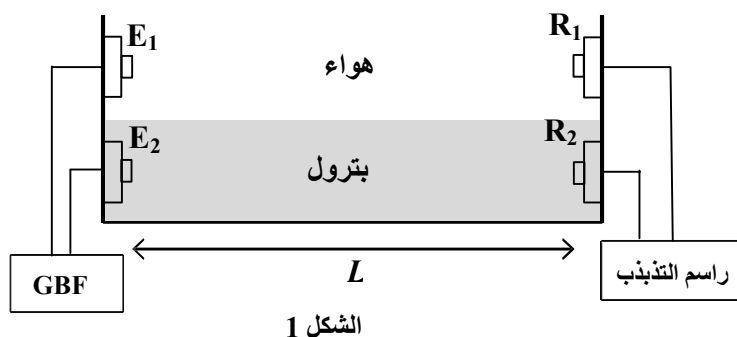 E₁
R₁
هواء
E₂
R₂
بترول
GBF
L
راسم التذبذب
الشكل 1